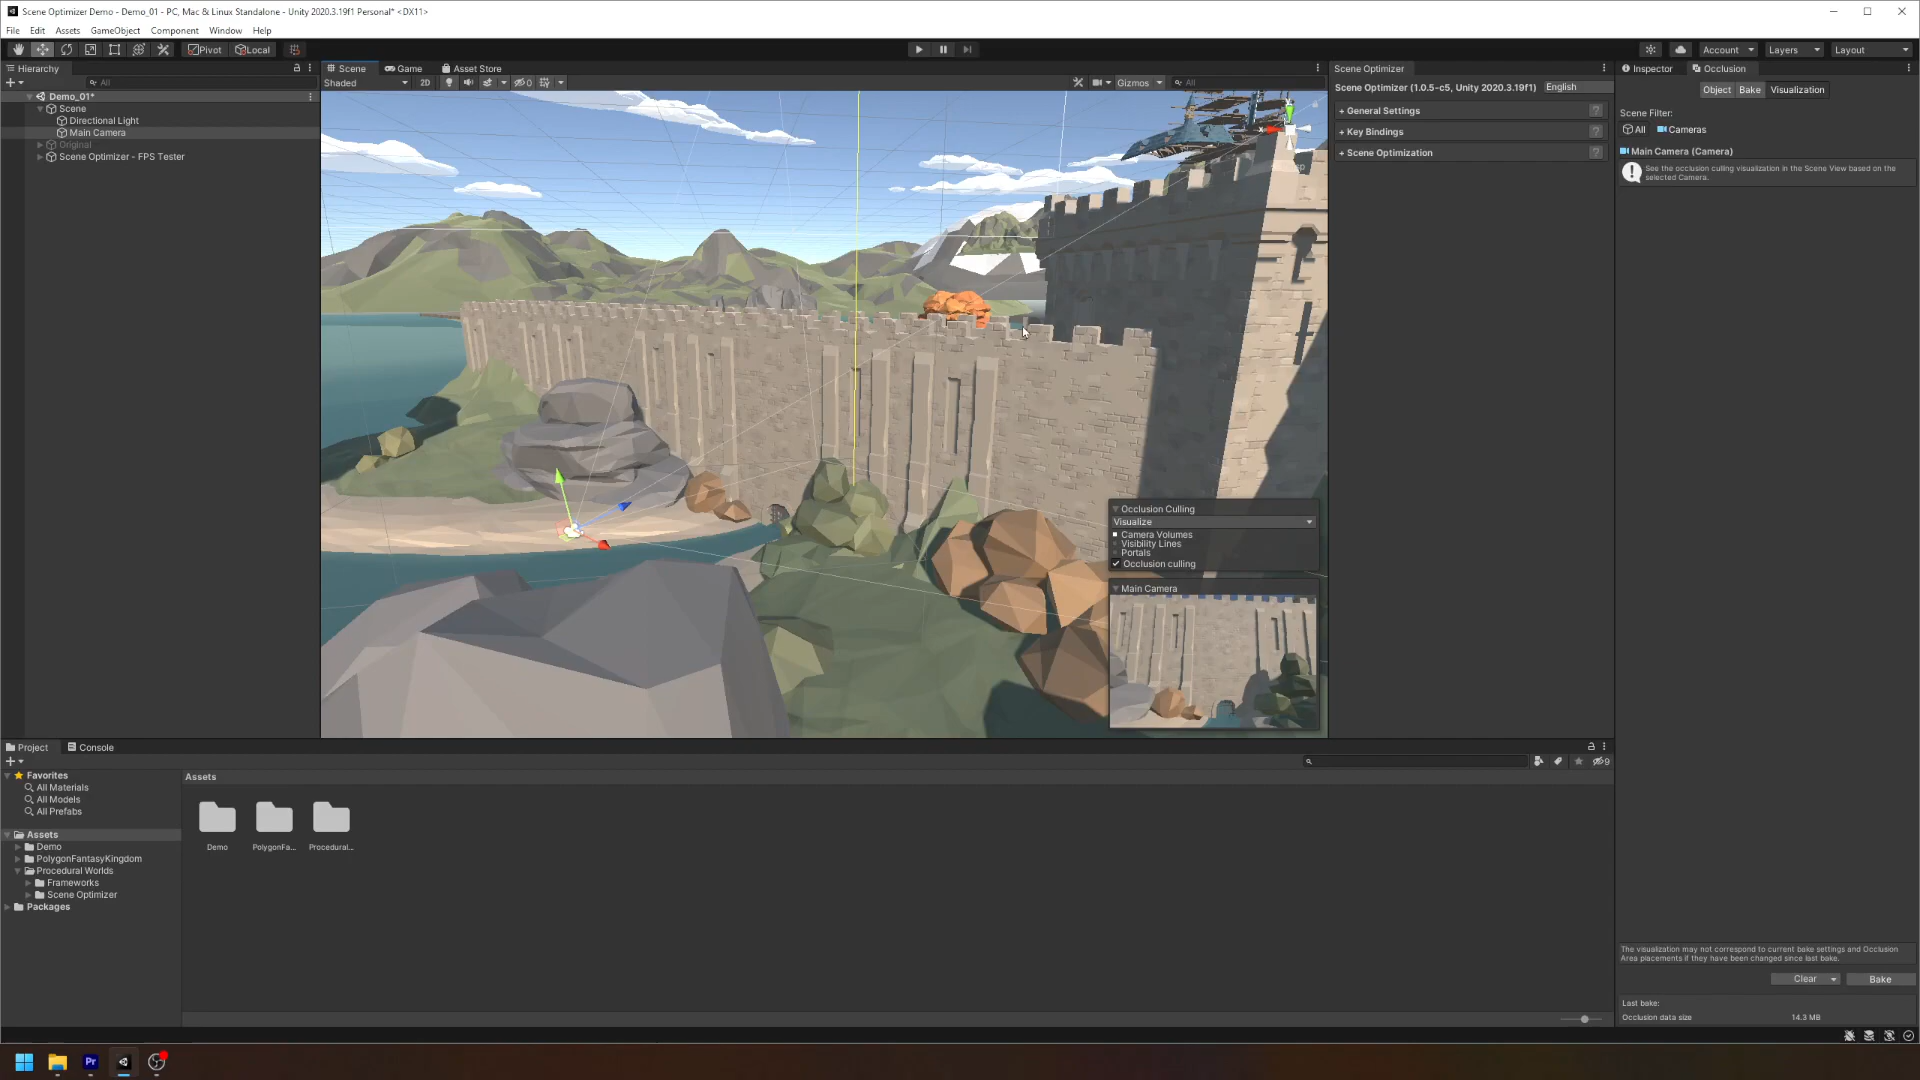 Scene Optimizer Demo - Demo_01 - PC, Mac & Linux Standalone - Unity 2020.3.19f1 Personal* <DX11>
File Edit Assets GameObject Component Window Help
Pivot Local
Account Layers Layout
Hierarchy
All
Demo_01*
Scene
Directional Light
Main Camera
Original
Scene Optimizer - FPS Tester
Scene Game Asset Store
Shaded 2D 0 Gizmos All
Occlusion Culling
Visualize
Camera Volumes
Visibility Lines
Portals
Occlusion culling
Main Camera
Scene Optimizer
Scene Optimizer (1.0.5-c5, Unity 2020.3.19f1) English
+ General Settings ?
+ Key Bindings ?
+ Scene Optimization ?
Inspector Occlusion
Object Bake Visualization
Scene Filter:
All Cameras
Main Camera (Camera)
See the occlusion culling visualization in the Scene View based on the
selected Camera.
The visualization may not correspond to current bake settings and Occlusion
Area placements if they have been changed since last bake.
Clear Bake
Last bake:
Occlusion data size 14.3 MB
Project Console
9
Favorites
All Materials
All Models
All Prefabs
Assets
Demo
PolygonFantasyKingdom
Procedural Worlds
Frameworks
Scene Optimizer
Packages
Assets
Demo PolygonFa... Procedural...
Pr